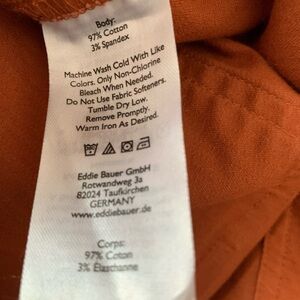 Body:
97% Cotton
3% Spandex
Machine Wash Cold With Like
Colors. Only Non-Chlorine
Bleach When Needed.
Do Not Use Fabric Softeners.
Tumble Dry Low.
Remove Promptly.
Warm Iron As Desired.
Eddie Bauer GmbH
Rotwandweg 3a
82024 Taufkirchen
GERMANY
www.eddiebauer.de
Corps:
97% Coton
3% Élasthanne